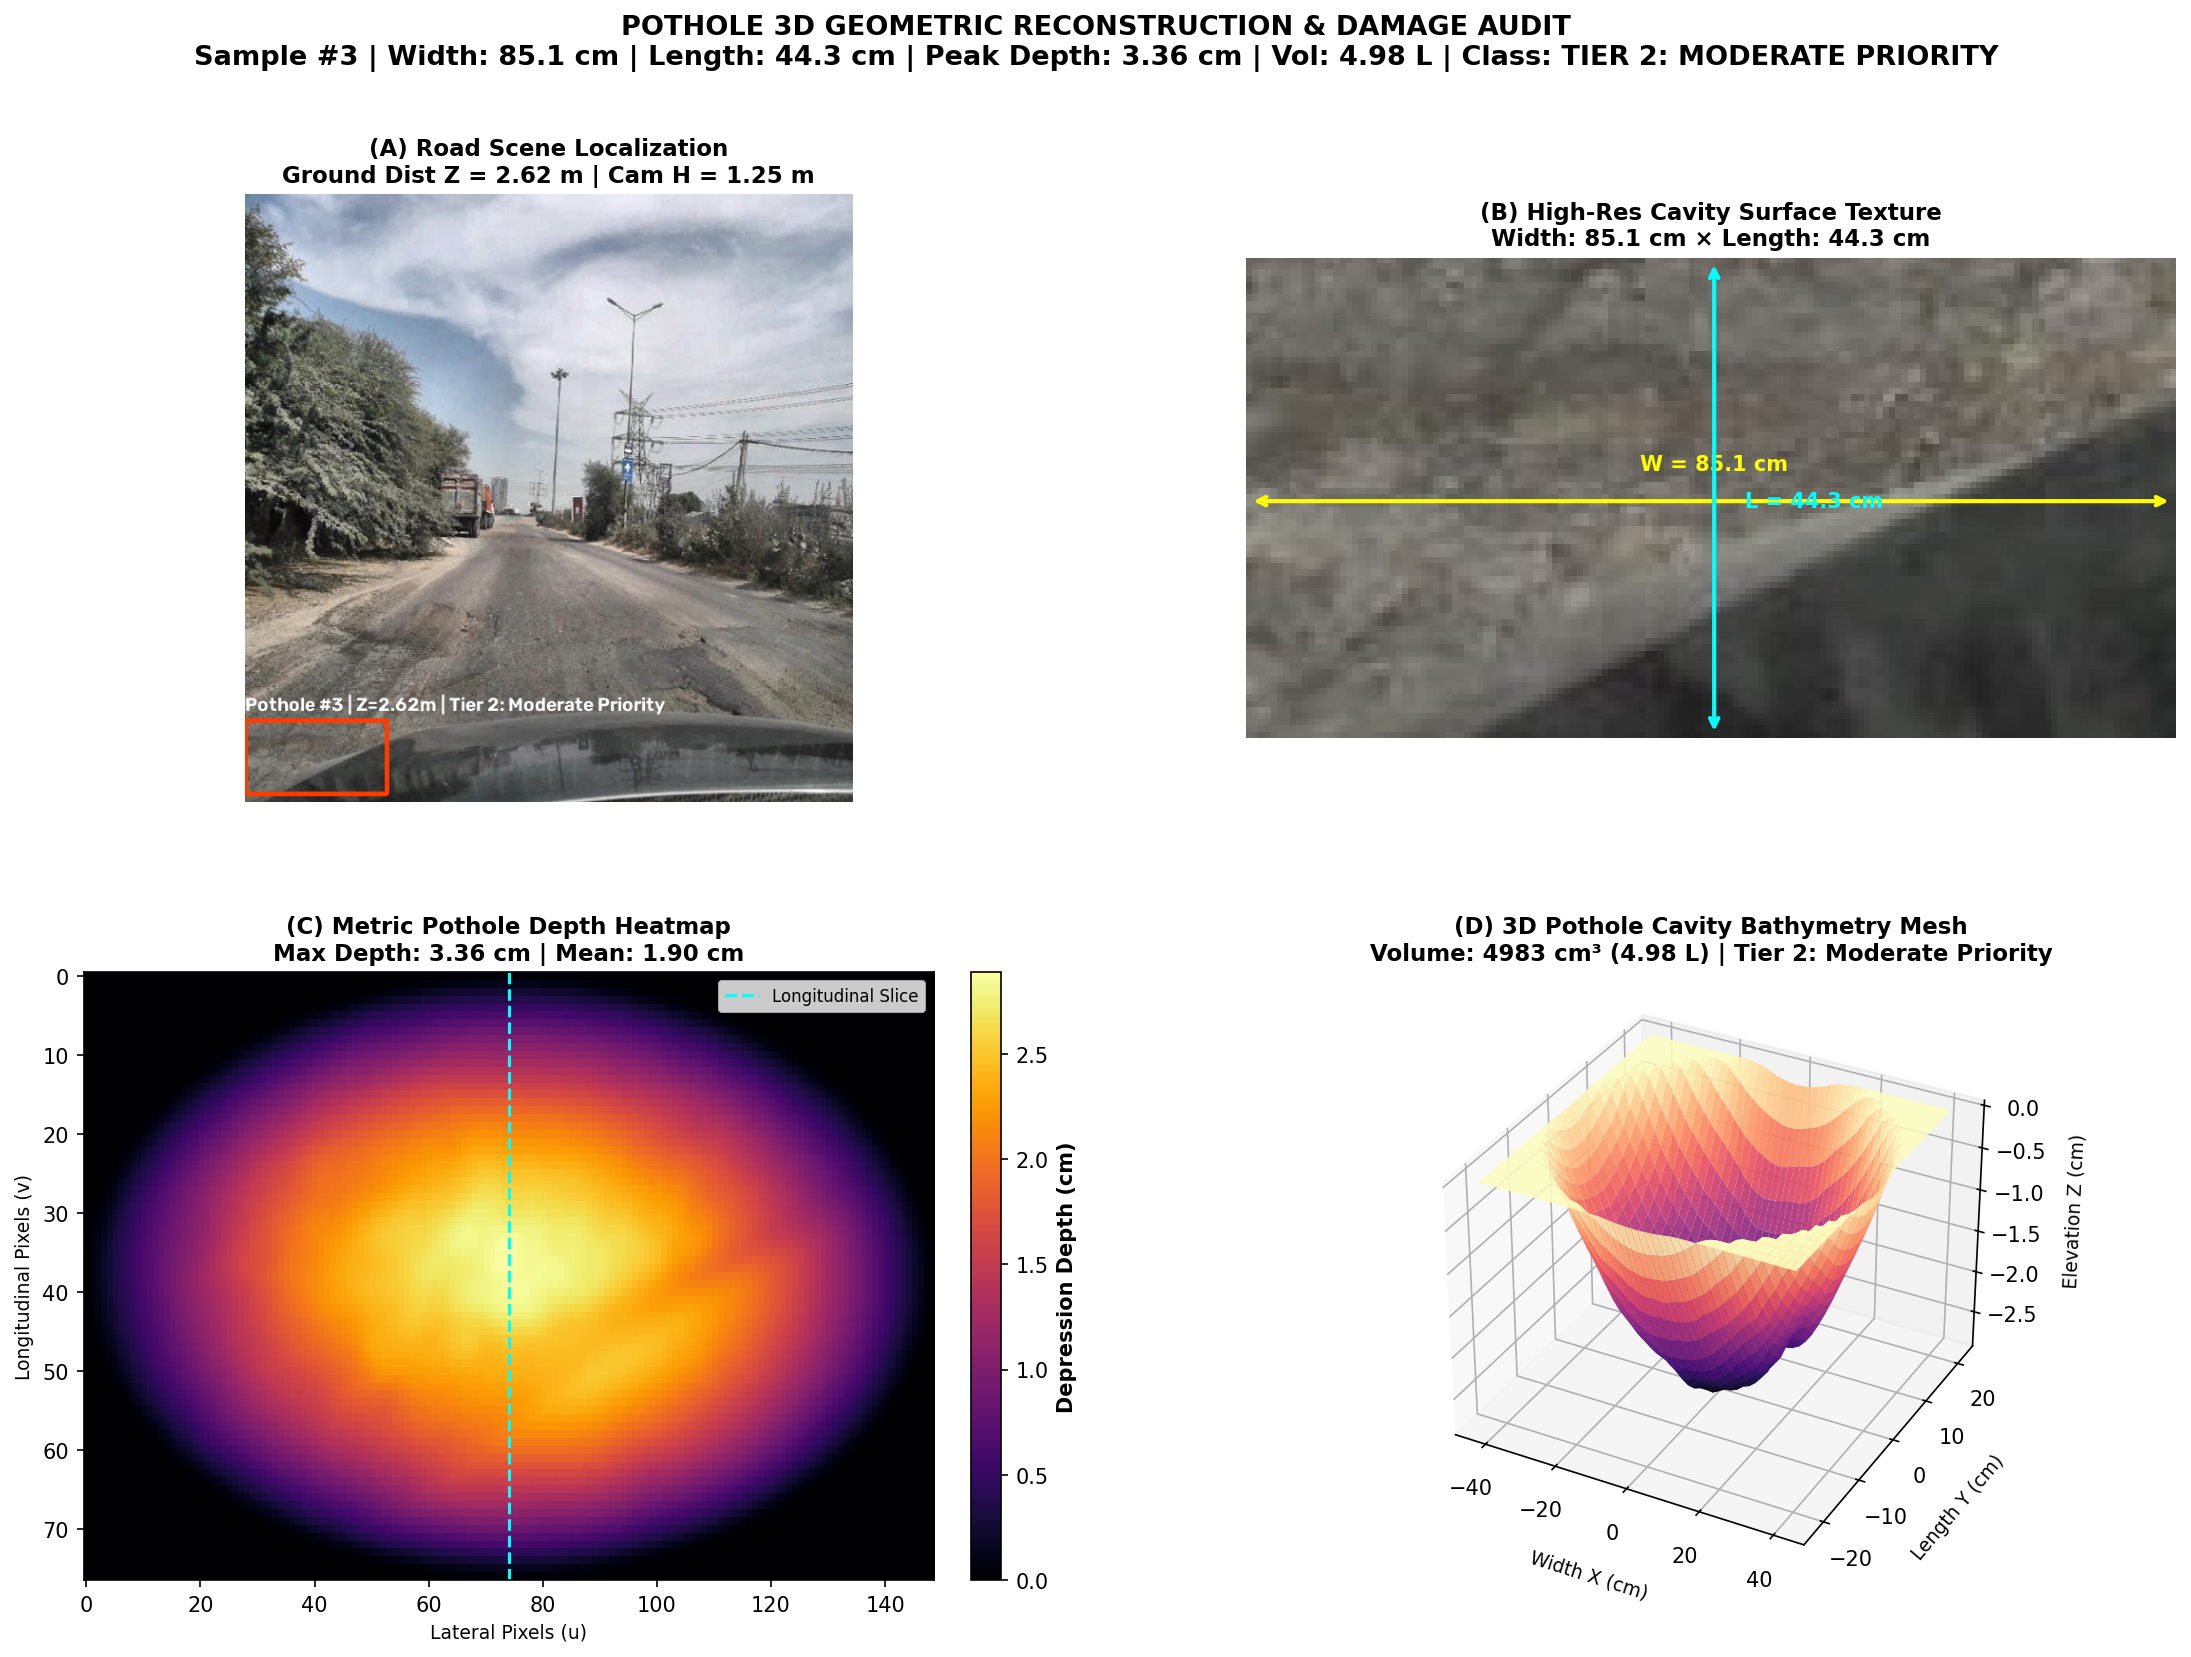 POTHOLE 3D GEOMETRIC RECONSTRUCTION & DAMAGE AUDIT
Sample #3 | Width: 85.1 cm | Length: 44.3 cm | Peak Depth: 3.36 cm | Vol: 4.98 L | Class: TIER 2: MODERATE PRIORITY
(A) Road Scene Localization
Ground Dist Z = 2.62 m | Cam H = 1.25 m
Pothole #3 | Z=2.62m | Tier 2: Moderate Priority
(B) High-Res Cavity Surface Texture
Width: 85.1 cm × Length: 44.3 cm
W = 85.1 cm
L = 44.3 cm
(C) Metric Pothole Depth Heatmap
Max Depth: 3.36 cm | Mean: 1.90 cm
Longitudinal Slice
0
10
20
30
40
50
60
70
Longitudinal Pixels (v)
0 20 40 60 80 100 120 140
Lateral Pixels (u)
2.5
2.0
1.5
1.0
0.5
0.0
Depression Depth (cm)
(D) 3D Pothole Cavity Bathymetry Mesh
Volume: 4983 cm³ (4.98 L) | Tier 2: Moderate Priority
0.0
−0.5
−1.0
−1.5
−2.0
−2.5
Elevation Z (cm)
20
10
0
−10
−20
Length Y (cm)
−40
−20
0
20
40
Width X (cm)